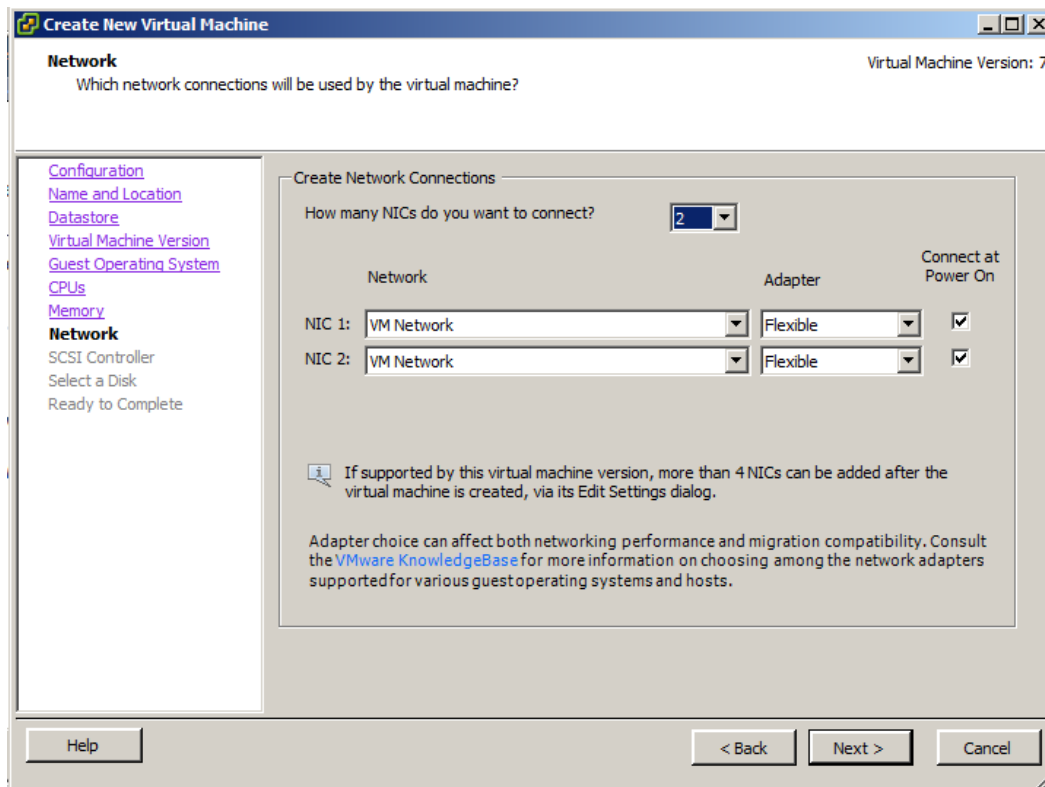 Create New Virtual Machine
Network
Virtual Machine Version: 7
Which network connections will be used by the virtual machine?
Configuration
Name and Location
Datastore
Virtual Machine Version
Guest Operating System
CPUs
Memory
Network
SCSI Controller
Select a Disk
Ready to Complete
Create Network Connections
How many NICs do you want to connect? 2
Network
Adapter
Connect at
Power On
NIC 1: VM Network Flexible
NIC 2: VM Network Flexible
If supported by this virtual machine version, more than 4 NICs can be added after the
virtual machine is created, via its Edit Settings dialog.
Adapter choice can affect both networking performance and migration compatibility. Consult
the VMware KnowledgeBase for more information on choosing among the network adapters
supported for various guest operating systems and hosts.
Help
< Back
Next >
Cancel